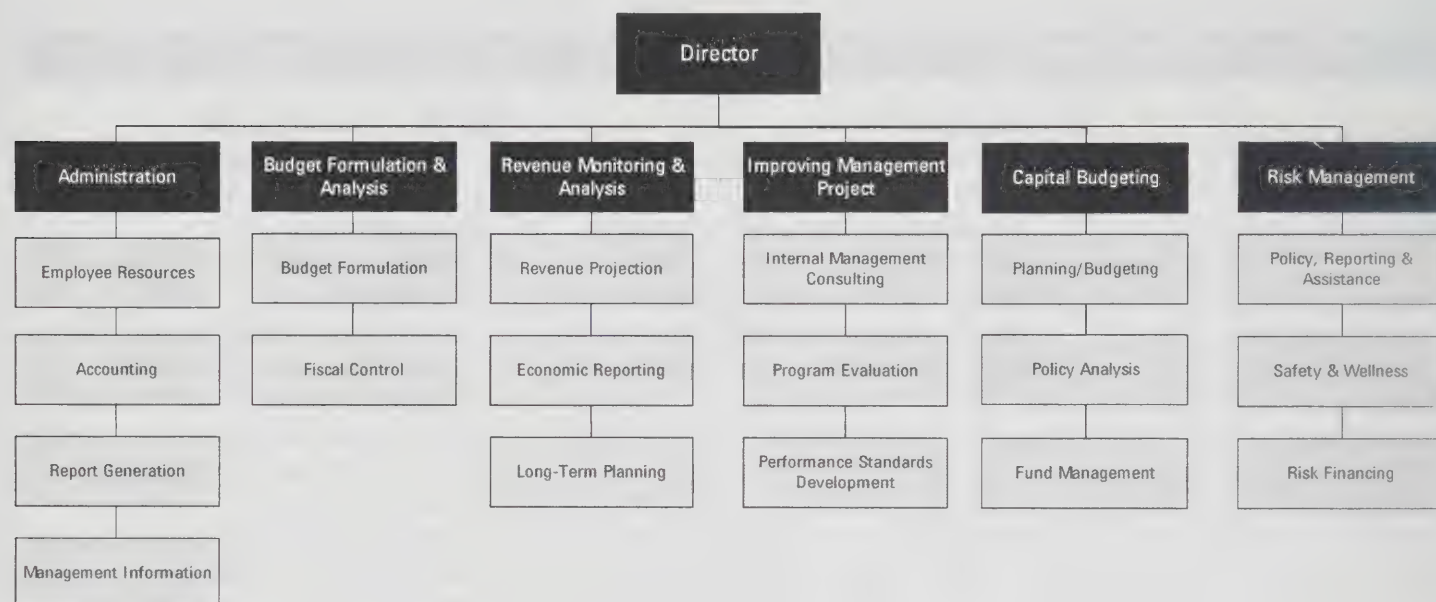 Director
Administration
Budget Formulation &
Analysis
Revenue Monitoring &
Analysis
Improving Management
Project
Capital Budgeting
Risk Management
Employee Resources
Budget Formulation
Revenue Projection
Internal Management
Consulting
Planning/Budgeting
Policy, Reporting &
Assistance
Accounting
Fiscal Control
Economic Reporting
Program Evaluation
Policy Analysis
Safety & Wellness
Report Generation
Long-Term Planning
Performance Standards
Development
Fund Management
Risk Financing
Management Information